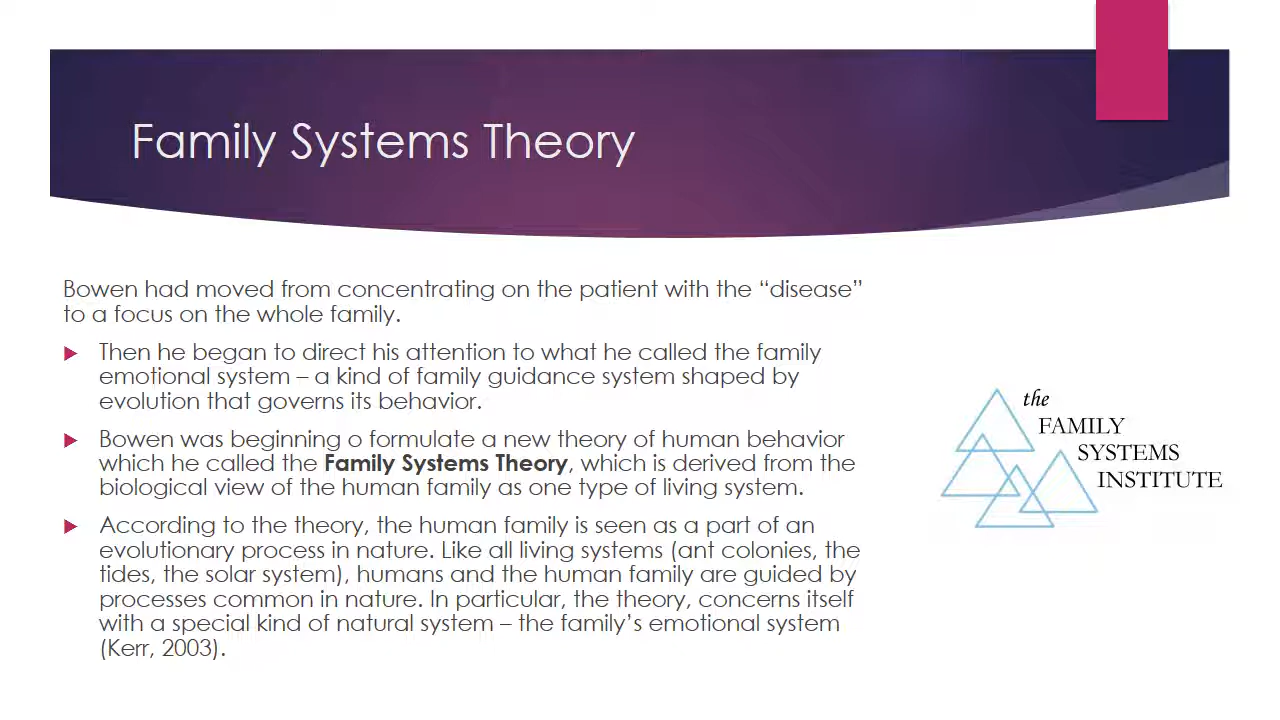 Family Systems Theory
Bowen had moved from concentrating on the patient with the “disease”
to a focus on the whole family.
Then he began to direct his attention to what he called the family
emotional system – a kind of family guidance system shaped by
evolution that governs its behavior.
Bowen was beginning o formulate a new theory of human behavior
which he called the Family Systems Theory, which is derived from the
biological view of the human family as one type of living system.
According to the theory, the human family is seen as a part of an
evolutionary process in nature. Like all living systems (ant colonies, the
tides, the solar system), humans and the human family are guided by
processes common in nature. In particular, the theory, concerns itself
with a special kind of natural system – the family’s emotional system
(Kerr, 2003).
the
FAMILY
SYSTEMS
INSTITUTE